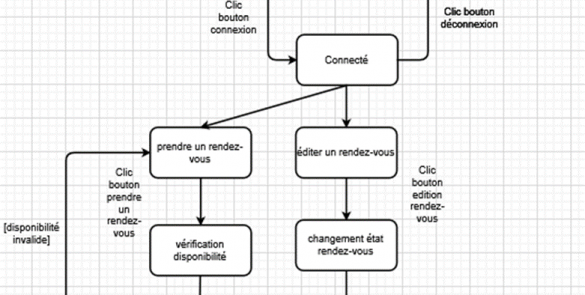 Clic
bouton
connexion
Clic bouton
déconnexion
Connecté
prendre un rendez-
vous
éditer un rendez-vous
Clic
bouton
prendre
un
rendez-
vous
Clic
bouton
edition
rendez-
vous
[disponibilité
invalide]
vérification
disponibilité
changement état
rendez-vous